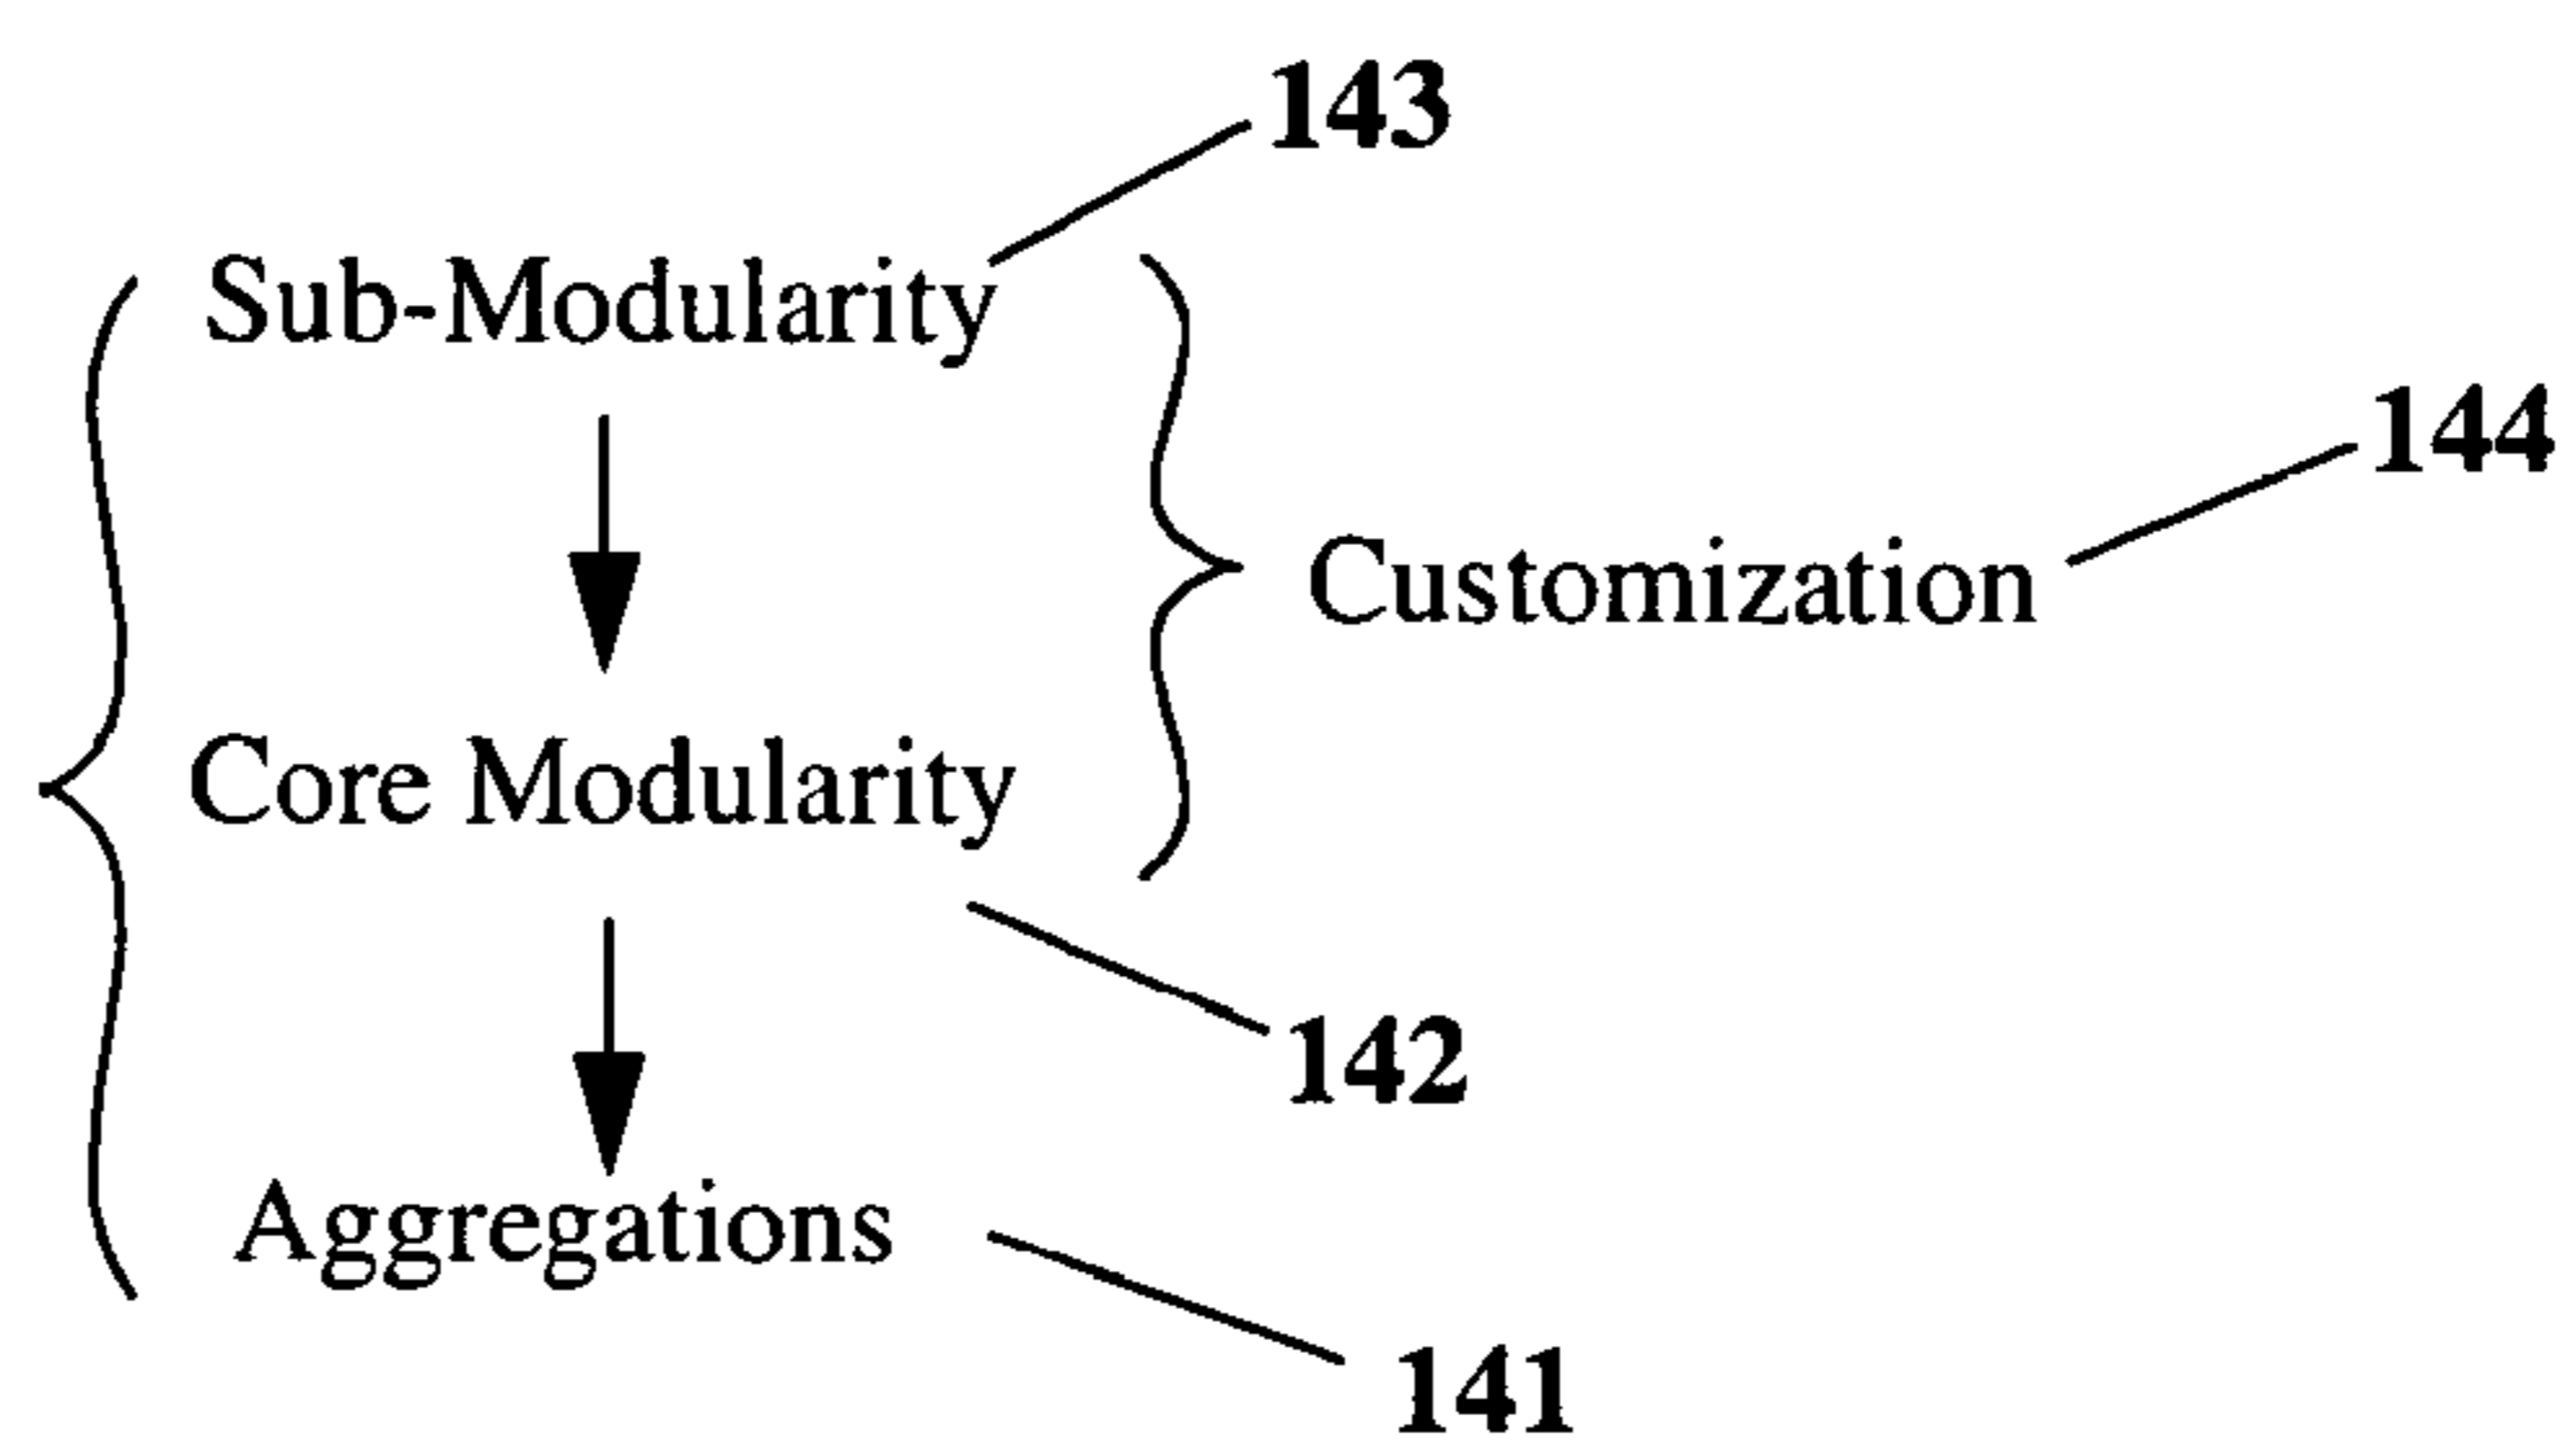 143
Sub-Modularity
144
Customization
Core Modularity
142
Aggregations
141